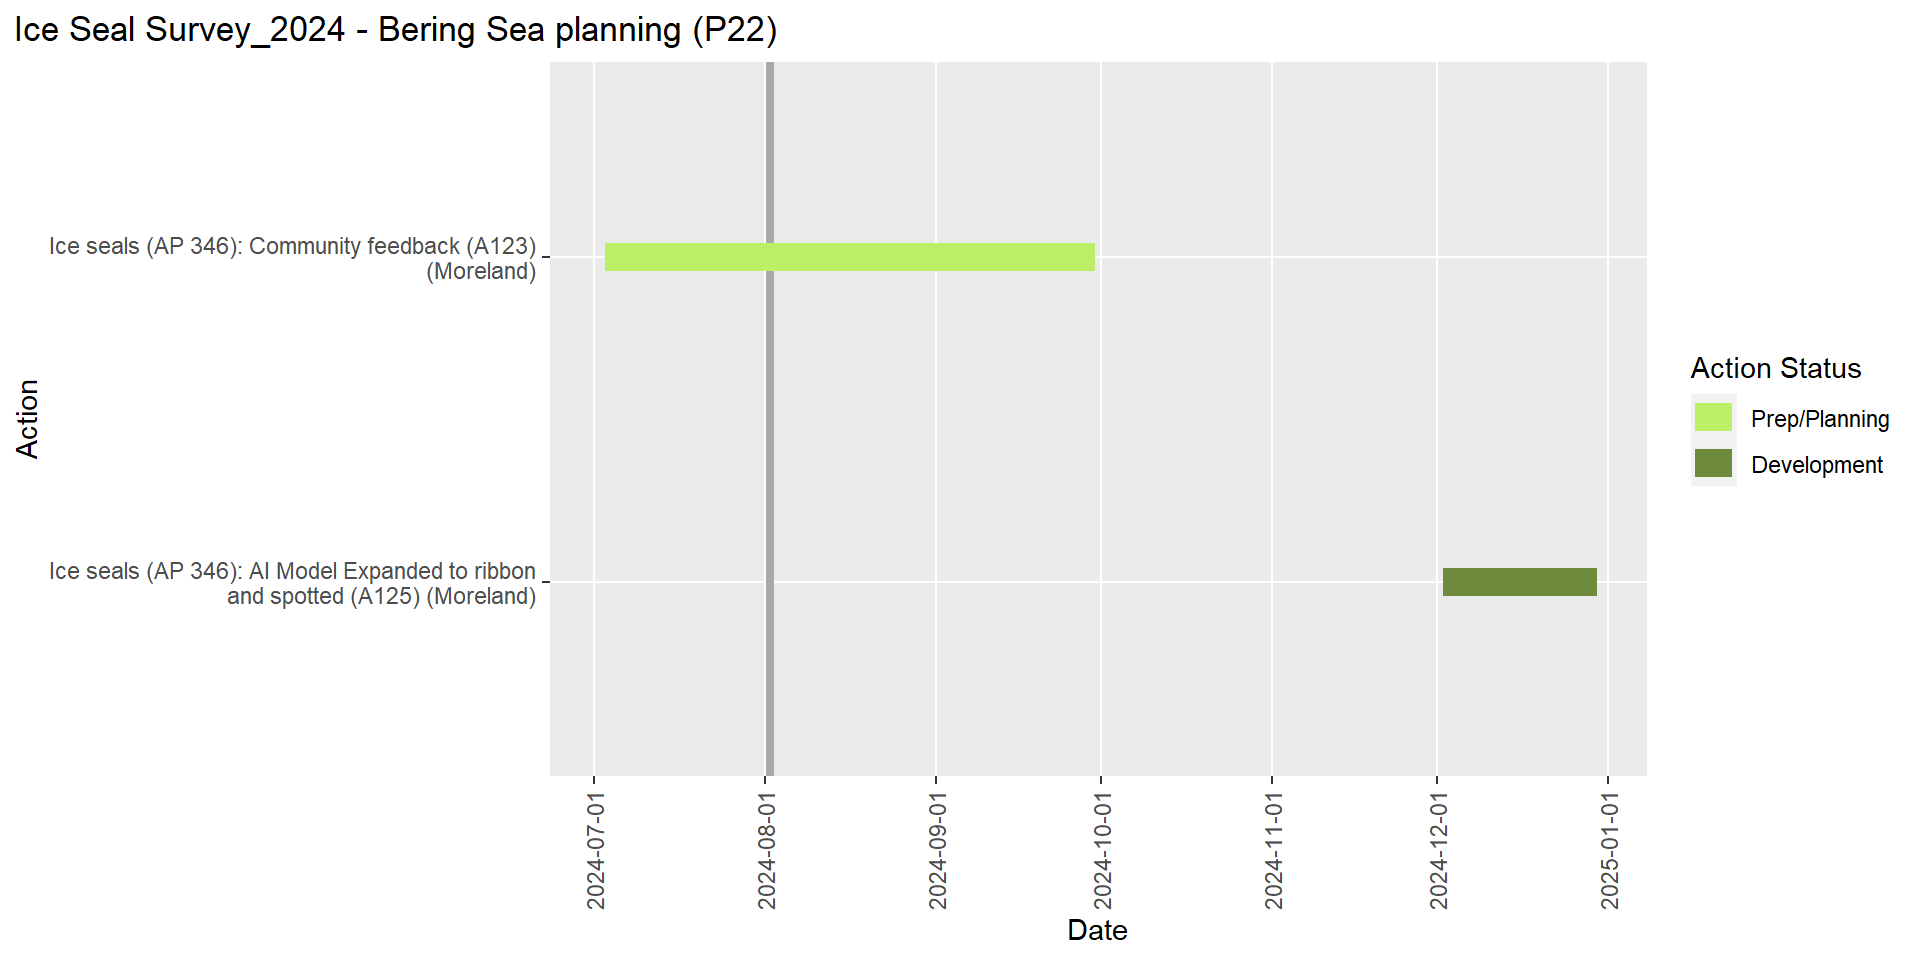 Ice Seal Survey_2024 - Bering Sea planning (P22)
Ice seals (AP 346): Community feedback (A123)
(Moreland)
Ice seals (AP 346): AI Model Expanded to ribbon
and spotted (A125) (Moreland)
Action
2024-07-01
2024-08-01
2024-09-01
2024-10-01
2024-11-01
2024-12-01
2025-01-01
Date
Action Status
Prep/Planning
Development